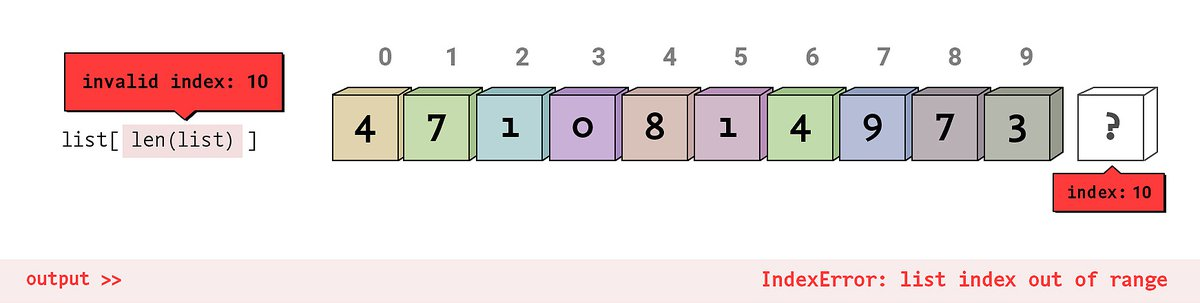 0 1 2 3 4 5 6 7 8 9
invalid index: 10
list[ len(list) ]
4 7 1 0 8 1 4 9 7 3 ?
index: 10
output >> IndexError: list index out of range